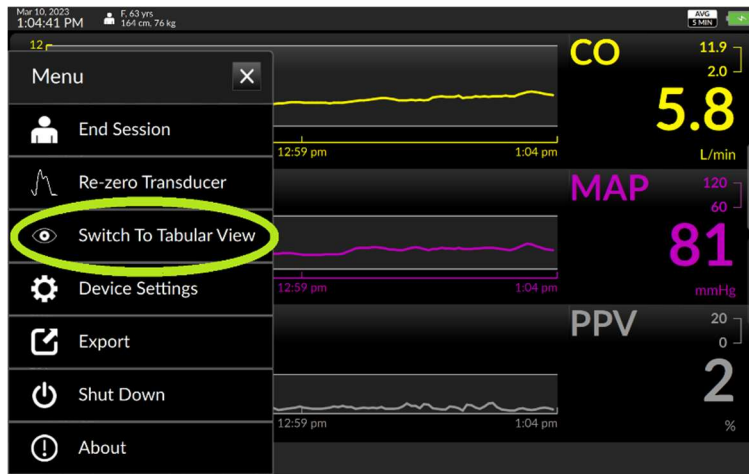 Mar 10, 2023
1:04:41 PM
F, 63 yrs
164 cm, 76 kg
AVG
5 MIN
12
Menu
X
End Session
Re-zero Transducer
Switch To Tabular View
Device Settings
Export
Shut Down
About
12:59 pm 1:04 pm
12:59 pm 1:04 pm
12:59 pm 1:04 pm
CO
11.9
2.0
5.8
L/min
MAP
120
60
81
mmHg
PPV
20
0
2
%